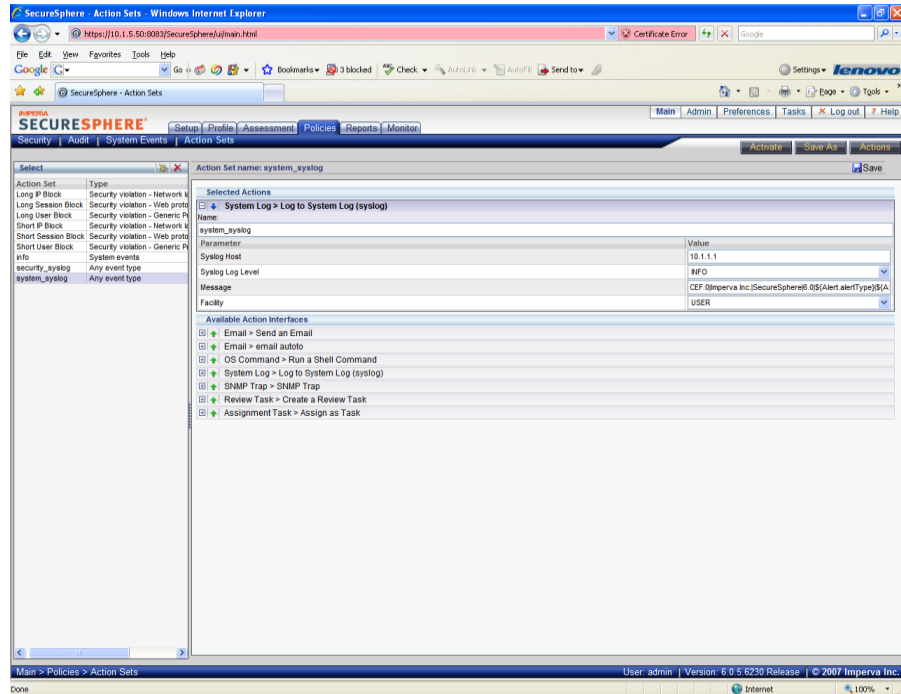 SecureSphere - Action Sets - Windows Internet Explorer
https://10.1.5.50:8083/SecureSphere/ui/main.html
Certificate Error
Google
File Edit View Favorites Tools Help
Google G Go Bookmarks 3 blocked Check AutoLink AutoFill Send to Settings lenovo
SecureSphere - Action Sets
Page Tools
IMPERVA
SECURESPHERE
Main Admin Preferences Tasks Log out ? Help
Setup Profile Assessment Policies Reports Monitor
Security | Audit | System Events | Action Sets
Activate Save As Actions
Select
Action Set name: system_syslog
Save
Action Set Type
Long IP Block Security violation - Network
Long Session Block Security violation - Web proto
Long User Block Security violation - Generic
Short IP Block Security violation - Network
Short Session Block Security violation - Web proto
Short User Block Security violation - Generic
info System events
security_syslog Any event type
system_syslog Any event type
Selected Actions
System Log > Log to System Log (syslog)
Name:
system_syslog
Parameter Value
Syslog Host 10.1.1.1
Syslog Log Level INFO
Message CEF:0|Imperva Inc.|SecureSphere|6.0|${Alert.alertType}|${A
Facility USER
Available Action Interfaces
Email > Send an Email
Email > email autoto
OS Command > Run a Shell Command
System Log > Log to System Log (syslog)
SNMP Trap > SNMP Trap
Review Task > Create a Review Task
Assignment Task > Assign as Task
Main > Policies > Action Sets
User: admin | Version: 6.0.5.6230 Release | © 2007 Imperva Inc.
Done
Internet
100%